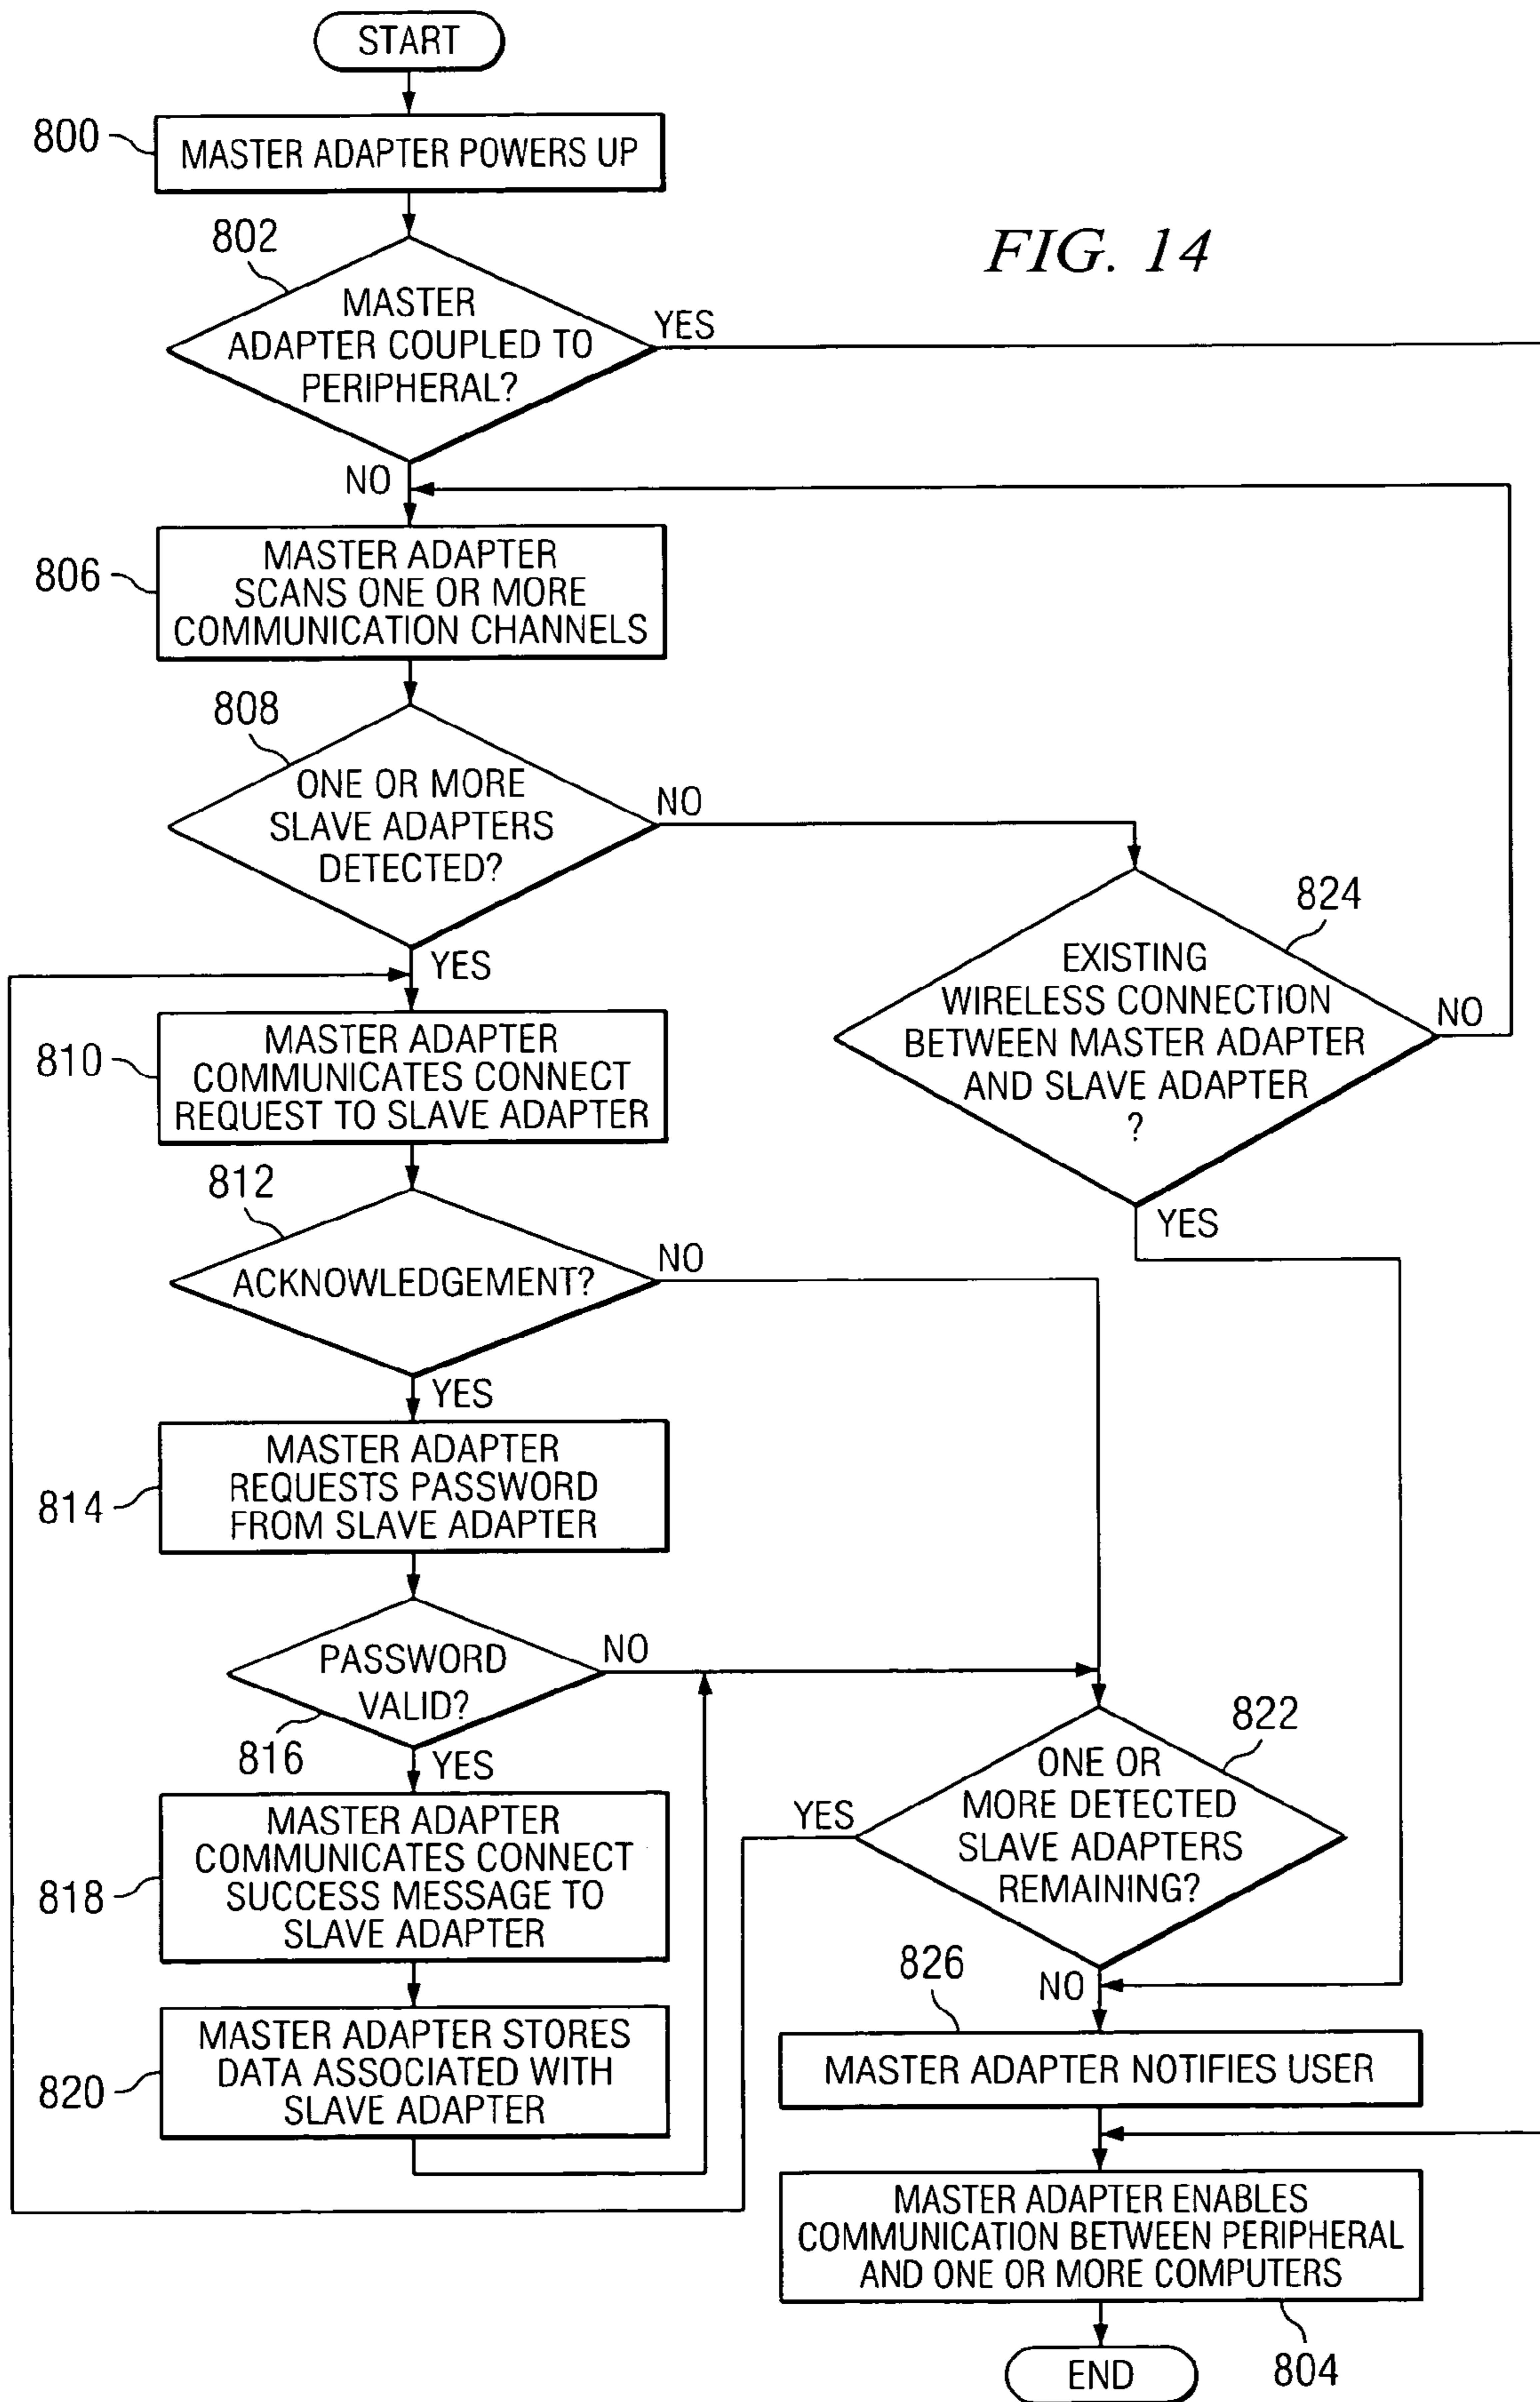 START
800
MASTER ADAPTER POWERS UP
802
FIG. 14
MASTER
ADAPTER COUPLED TO
PERIPHERAL?
YES
NO
806
MASTER ADAPTER
SCANS ONE OR MORE
COMMUNICATION CHANNELS
808
ONE OR MORE
SLAVE ADAPTERS
DETECTED?
NO
YES
824
EXISTING
WIRELESS CONNECTION
BETWEEN MASTER ADAPTER
AND SLAVE ADAPTER
?
NO
YES
810
MASTER ADAPTER
COMMUNICATES CONNECT
REQUEST TO SLAVE ADAPTER
812
ACKNOWLEDGEMENT?
NO
YES
814
MASTER ADAPTER
REQUESTS PASSWORD
FROM SLAVE ADAPTER
PASSWORD
VALID?
NO
816
YES
822
ONE OR
MORE DETECTED
SLAVE ADAPTERS
REMAINING?
YES
NO
818
MASTER ADAPTER
COMMUNICATES CONNECT
SUCCESS MESSAGE TO
SLAVE ADAPTER
820
MASTER ADAPTER STORES
DATA ASSOCIATED WITH
SLAVE ADAPTER
826
MASTER ADAPTER NOTIFIES USER
MASTER ADAPTER ENABLES
COMMUNICATION BETWEEN PERIPHERAL
AND ONE OR MORE COMPUTERS
804
END